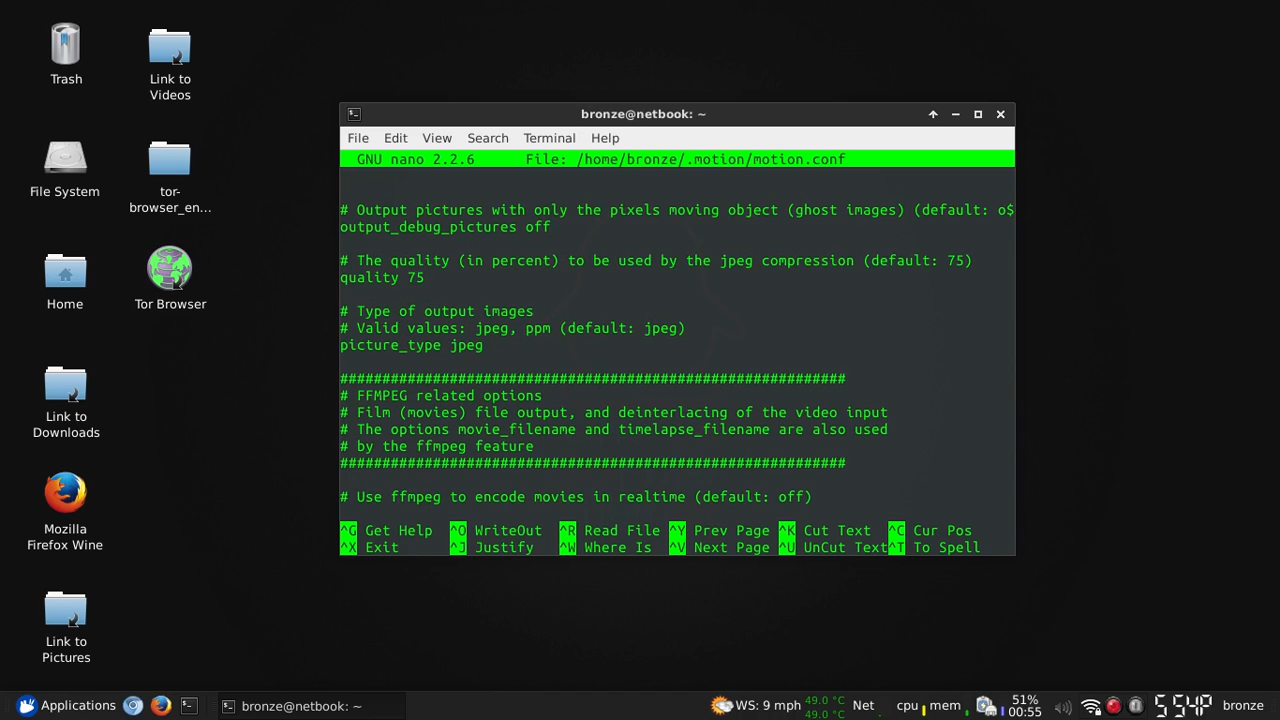 Trash
Link to
Videos
File System
tor-
browser_en...
Home
Tor Browser
Link to
Downloads
Mozilla
Firefox Wine
Link to
Pictures
bronze@netbook: ~
File Edit View Search Terminal Help
GNU nano 2.2.6 File: /home/bronze/.motion/motion.conf
# Output pictures with only the pixels moving object (ghost images) (default: o$
output_debug_pictures off
# The quality (in percent) to be used by the jpeg compression (default: 75)
quality 75
# Type of output images
# Valid values: jpeg, ppm (default: jpeg)
picture_type jpeg
############################################################
# FFMPEG related options
# Film (movies) file output, and deinterlacing of the video input
# The options movie_filename and timelapse_filename are also used
# by the ffmpeg feature
############################################################
# Use ffmpeg to encode movies in realtime (default: off)
^G Get Help ^O WriteOut ^R Read File ^Y Prev Page ^K Cut Text ^C Cur Pos
^X Exit ^J Justify ^W Where Is ^V Next Page ^U UnCut Text ^T To Spell
Applications bronze@netbook: ~ WS: 9 mph 49.0 °C 49.0 °C Net cpu mem 51% 00:55 5:54P bronze